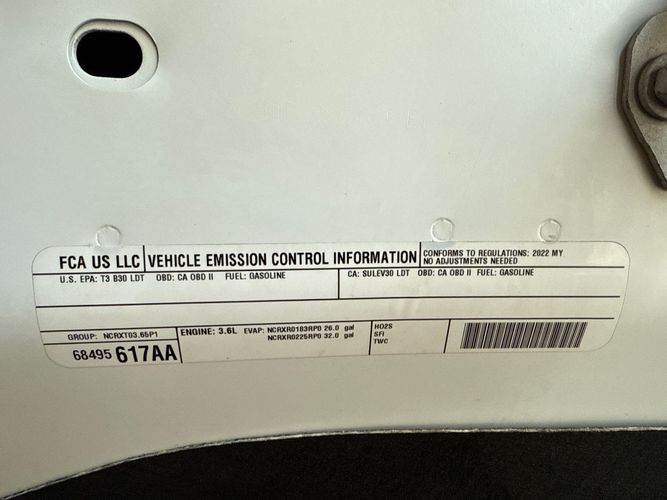 FCA US LLC VEHICLE EMISSION CONTROL INFORMATION
CONFORMS TO REGULATIONS: 2022 MY
NO ADJUSTMENTS NEEDED
U.S. EPA: T3 B30 LDT OBD: CA OBD II FUEL: GASOLINE
CA: SULEV30 LDT OBD: CA OBD II FUEL: GASOLINE
GROUP: NCRXT03.65P1
68495 617AA
ENGINE: 3.6L EVAP: NCRXR0183RP0 26.0 gal
NCRXR0225RP0 32.0 gal
HO2S
SFI
TWC